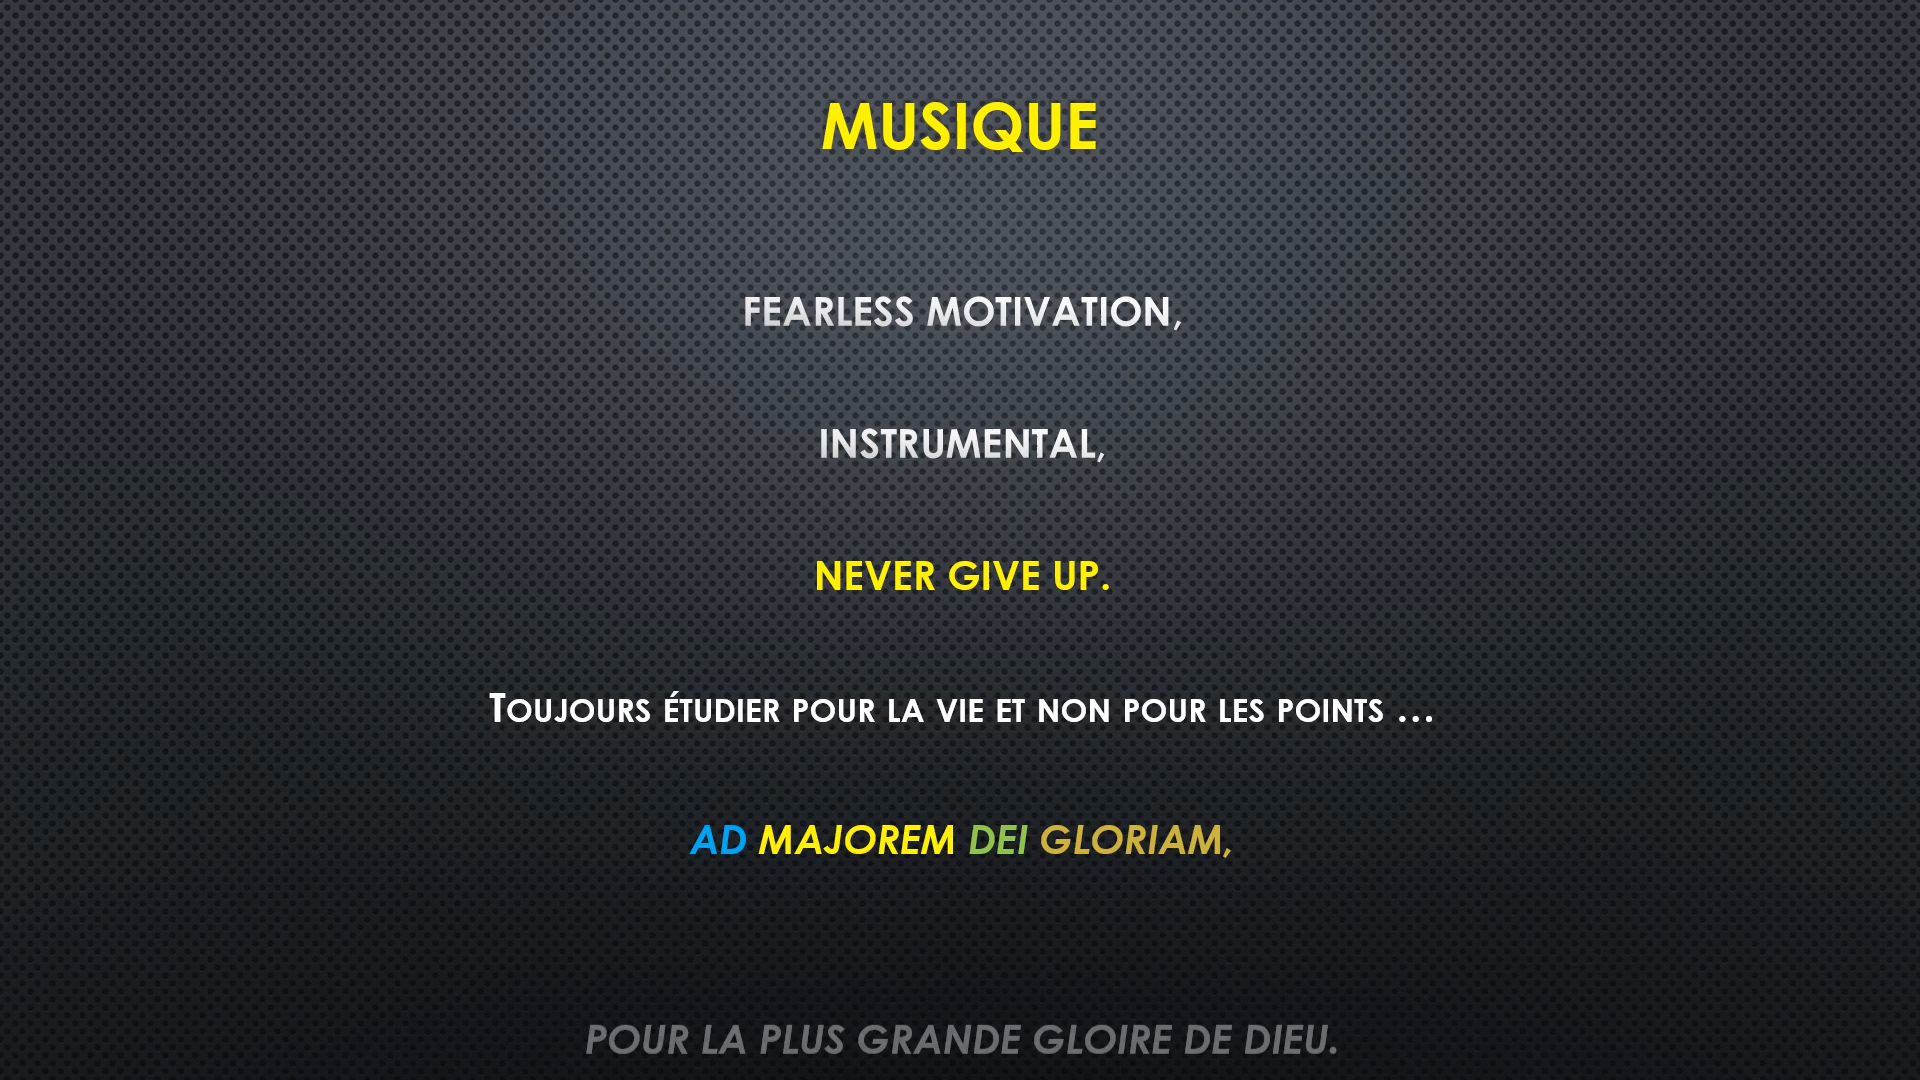 MUSIQUE
FEARLESS MOTIVATION,
INSTRUMENTAL,
NEVER GIVE UP.
TOUJOURS ÉTUDIER POUR LA VIE ET NON POUR LES POINTS …
AD MAJOREM DEI GLORIAM,
POUR LA PLUS GRANDE GLOIRE DE DIEU.